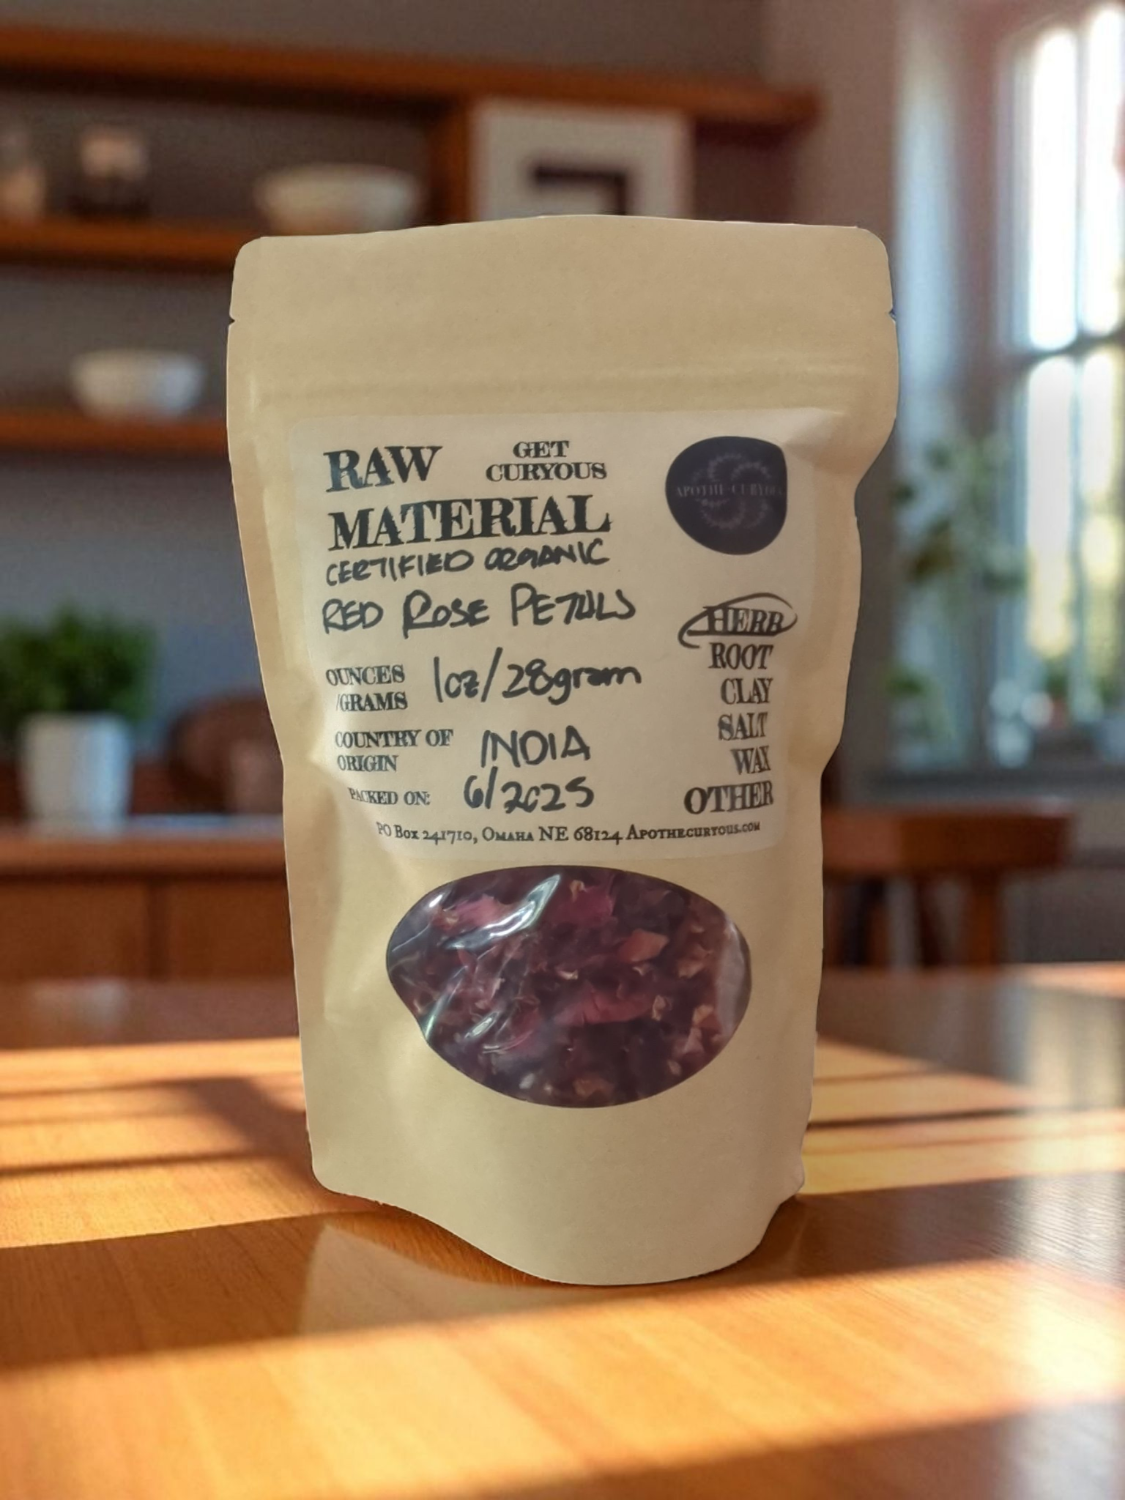 RAW
GET
CURYOUS
MATERIAL
CERTIFIED ORGANIC
RED ROSE PETALS
HERB
ROOT
CLAY
SALT
WAX
OTHER
OUNCES
/GRAMS
1oz/28gram
COUNTRY OF
ORIGIN
INDIA
PACKED ON:
6/2025
PO Box 241710, Omaha NE 68124 Apothecuryous.com